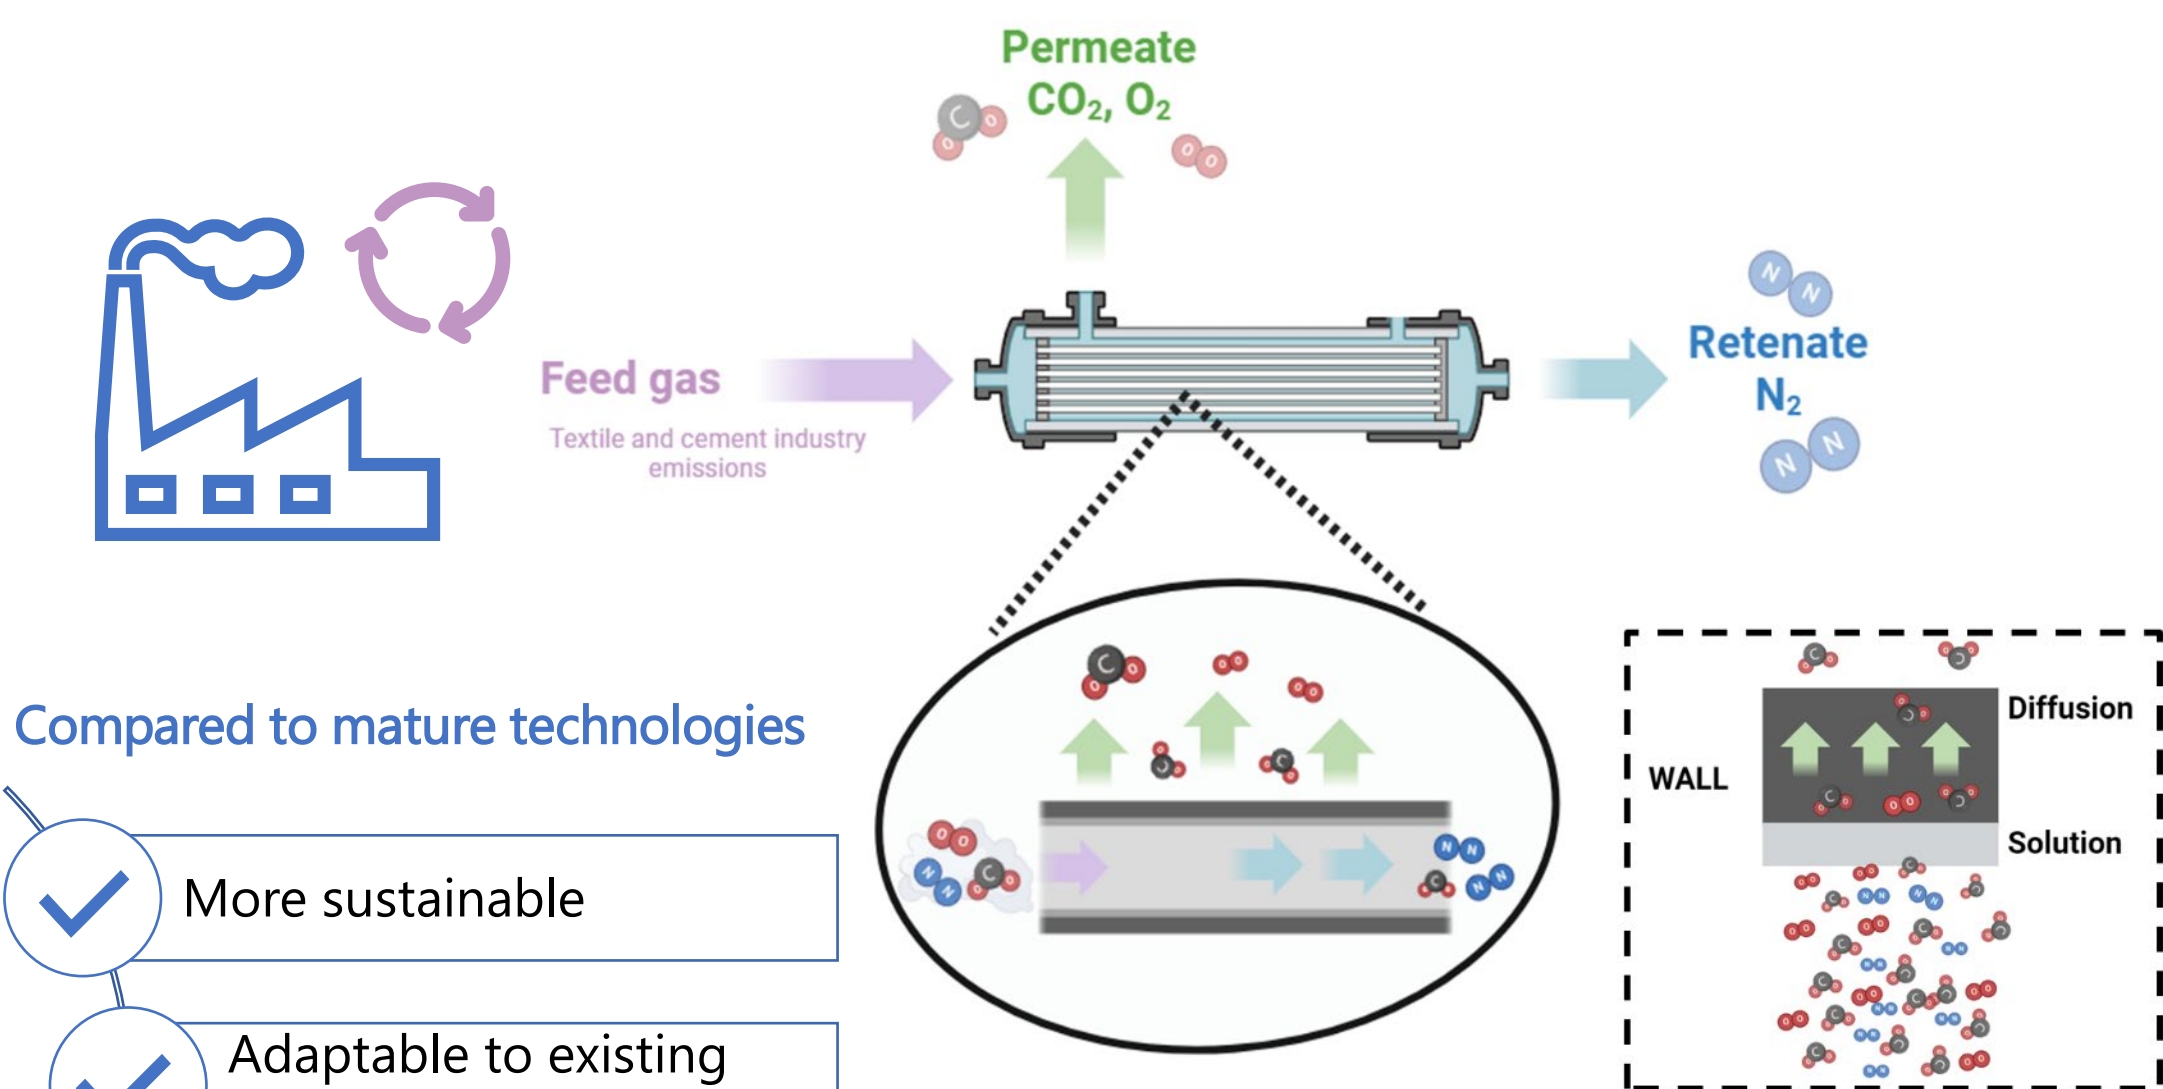 Permeate
CO₂, O₂
Feed gas
Textile and cement industry
emissions
Retenate
N₂
Compared to mature technologies
More sustainable
Adaptable to existing
WALL
Diffusion
Solution